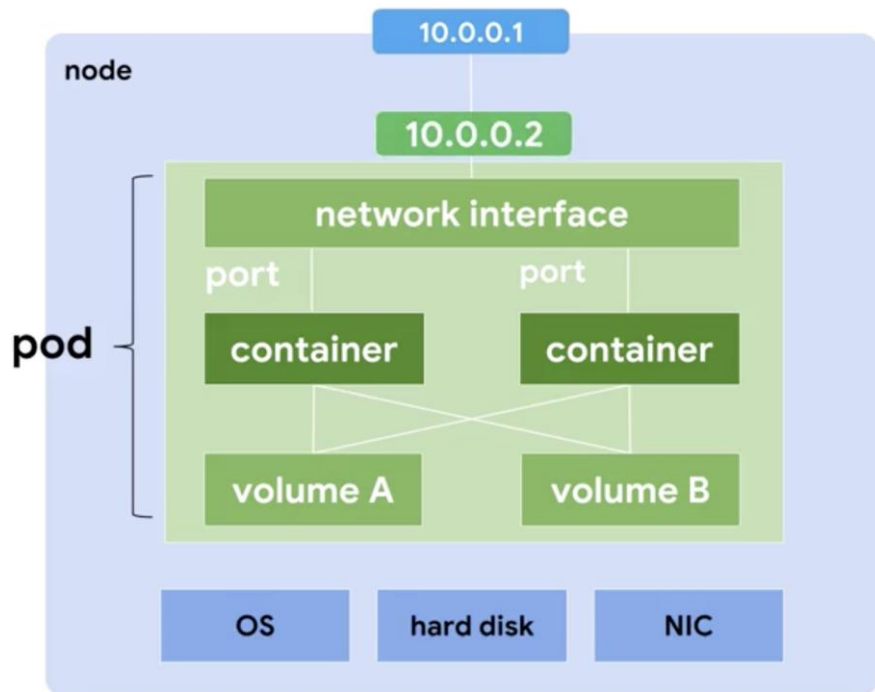 10.0.0.1
node
10.0.0.2
network interface
port port
pod
container container
volume A volume B
OS hard disk NIC